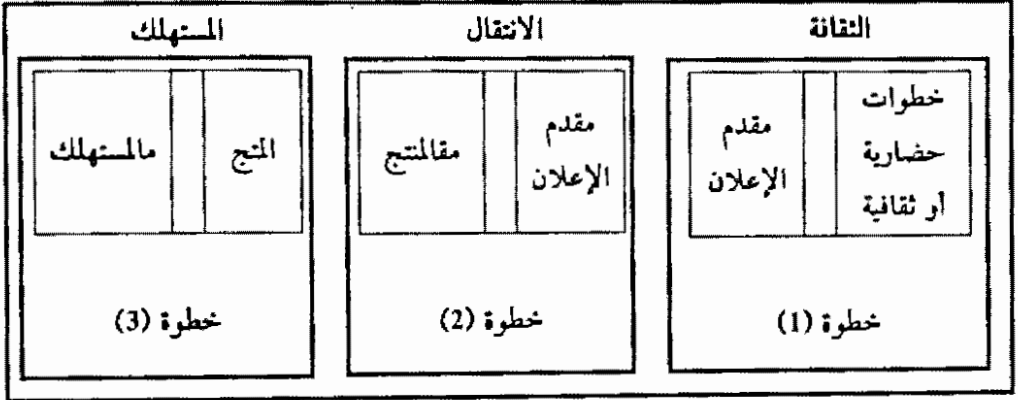 الثقانة
الانتقال
المستهلك
خطوات
حضارية
أو ثقافية
مقدم
الإعلان
خطوة (1)
مقدم
الإعلان
مقالمنتج
خطوة (2)
المنتج
مالمستهلك
خطوة (3)